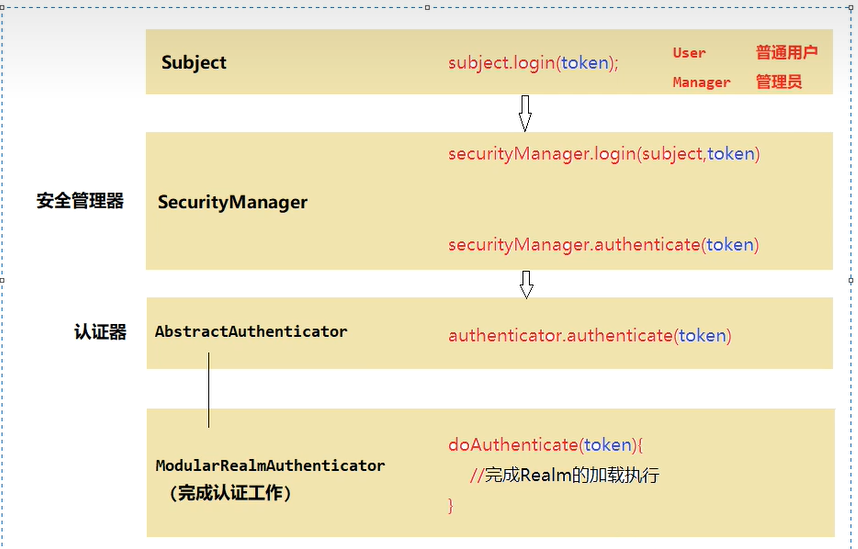 Subject subject.login(token); User 普通用户
Manager 管理员
securityManager.login(subject,token)
安全管理器 SecurityManager
securityManager.authenticate(token)
认证器 AbstractAuthenticator authenticator.authenticate(token)
doAuthenticate(token){
ModularRealmAuthenticator //完成Realm的加载执行
(完成认证工作)
}